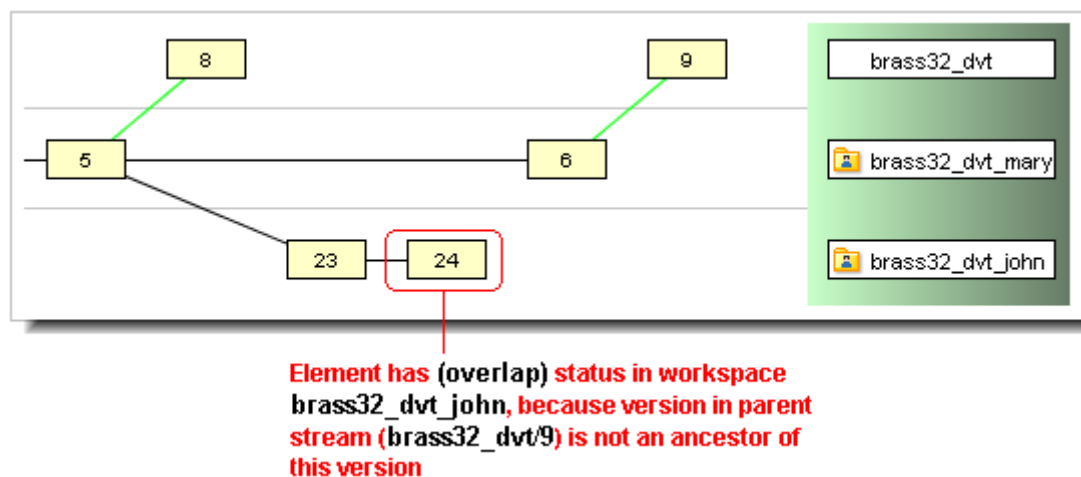 8
9
brass32_dvt
5
6
brass32_dvt_mary
23
24
brass32_dvt_john
Element has (overlap) status in workspace
brass32_dvt_john, because version in parent
stream (brass32_dvt/9) is not an ancestor of
this version